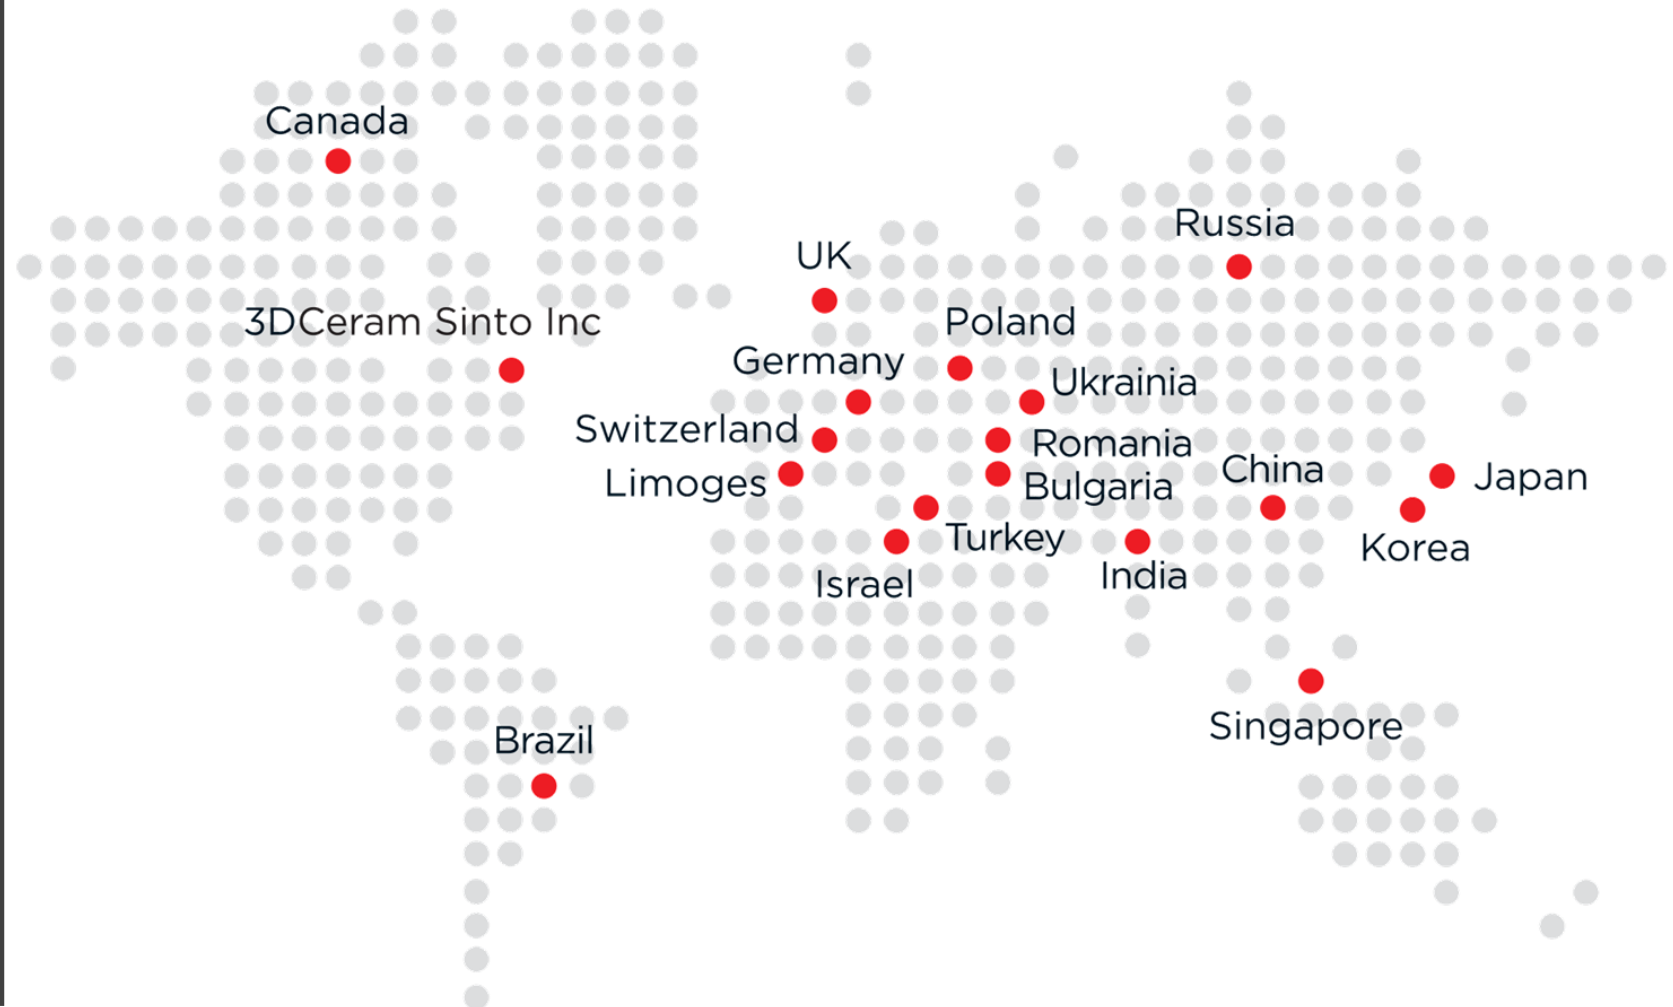 Canada
Russia
UK
3DCeram Sinto Inc
Poland
Germany
Ukrainia
Switzerland
Romania
China
Limoges
Bulgaria
Japan
Turkey
Korea
Israel
India
Singapore
Brazil